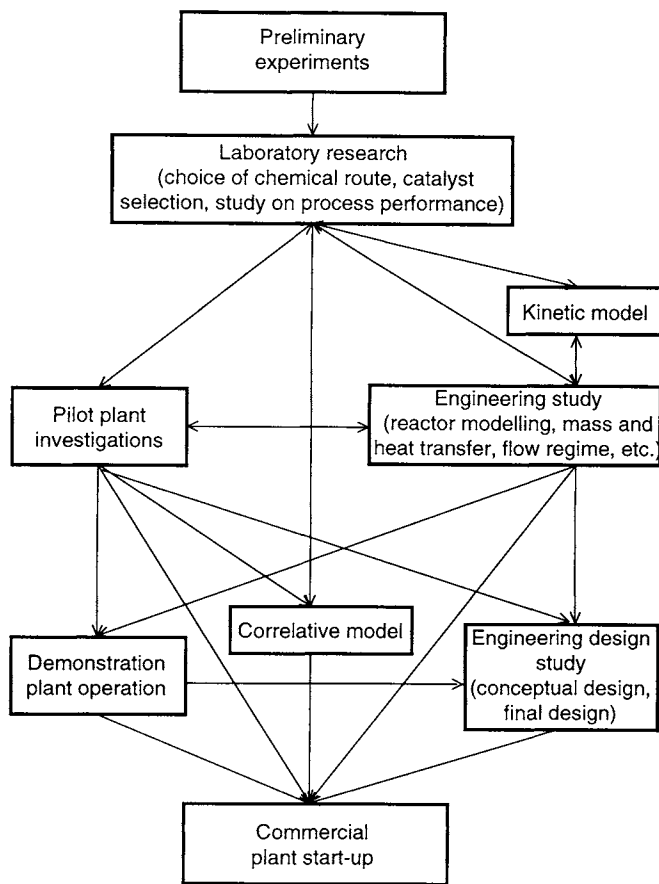 Preliminary
experiments
Laboratory research
(choice of chemical route, catalyst
selection, study on process performance)
Kinetic model
Pilot plant
investigations
Engineering study
(reactor modelling, mass and
heat transfer, flow regime, etc.)
Correlative model
Demonstration
plant operation
Engineering design
study
(conceptual design,
final design)
Commercial
plant start-up